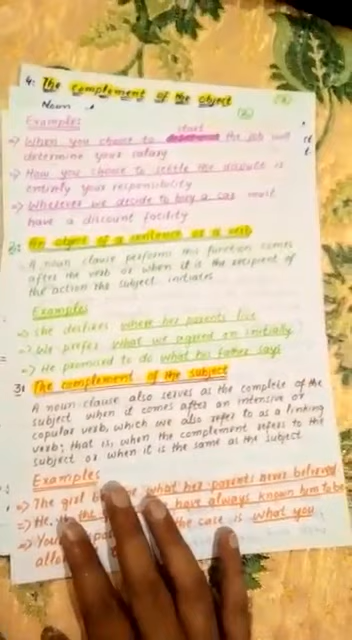 4: The complement of the object
Noun
Examples
start
=> When you choose to the job will
determine your salary
=> How you choose to settle the dispute is
entirely your responsibility
=> Wherever we decide to buy a car must
have a discount facility
2: An object of a sentence as a verb
A noun clause performs this function comes
after the verb or when it is the recipient of
the action the subject initiates
Examples
=> She dislikes where her parents live
=> We prefer what we agreed on initially
=> He promised to do what his father says
3: The complement of the subject
A noun clause also serves as the complete of the
subject when it comes after an intensive or
copular verb, which we also refer to as a linking
verb; that is, when the complement refers to the
subject or when it is the same as the subject
Examples
=> The girl what her parents never believed
=> He have always known him to be
=> You the case is what you